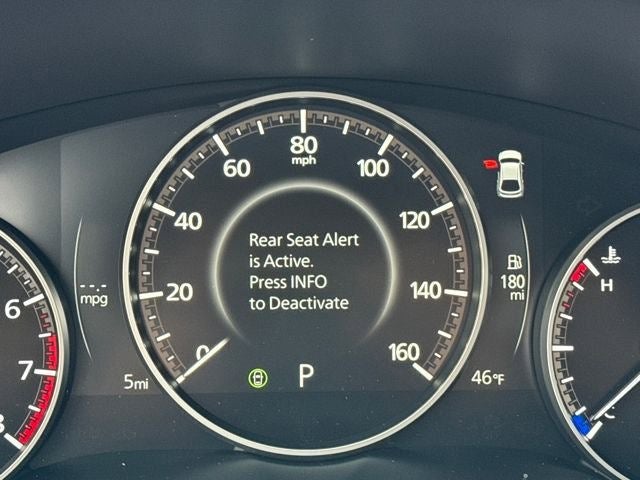 80
mph
60
100
40
120
Rear Seat Alert
is Active.
Press INFO
to Deactivate
-.-
mpg
20
140
180
mi
H
6
7
8
0
160
5mi
P
46°F
C